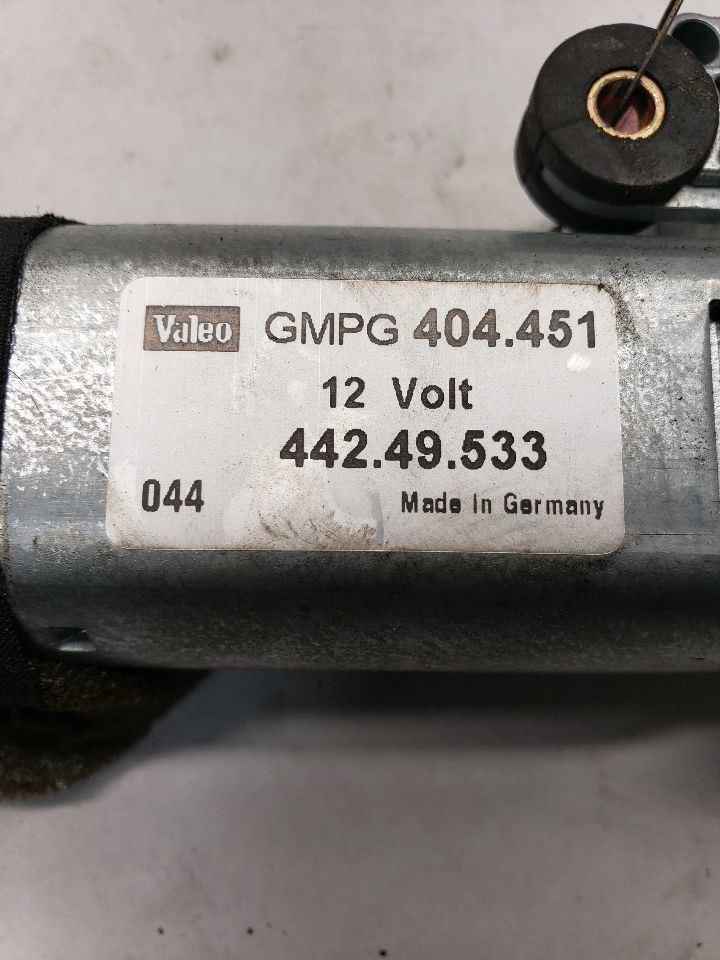 Valeo GMPG 404.451
12 Volt
442.49.533
044 Made In Germany